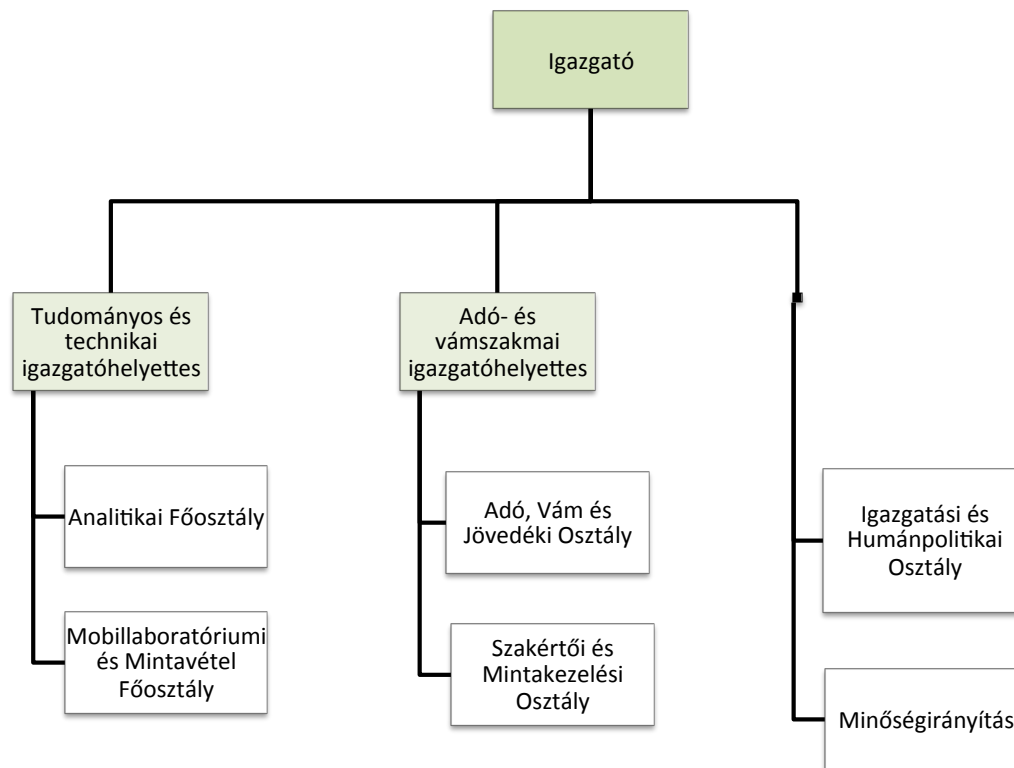 Igazgató
Tudományos és
technikai
igazgatóhelyettes
Adó- és
vámszakmai
igazgatóhelyettes
Analitikai Főosztály
Mobillaboratóriumi
és Mintavétel
Főosztály
Adó, Vám és
Jövedéki Osztály
Szakértői és
Mintakezelési
Osztály
Igazgatási és
Humánpolitikai
Osztály
Minőségirányítás